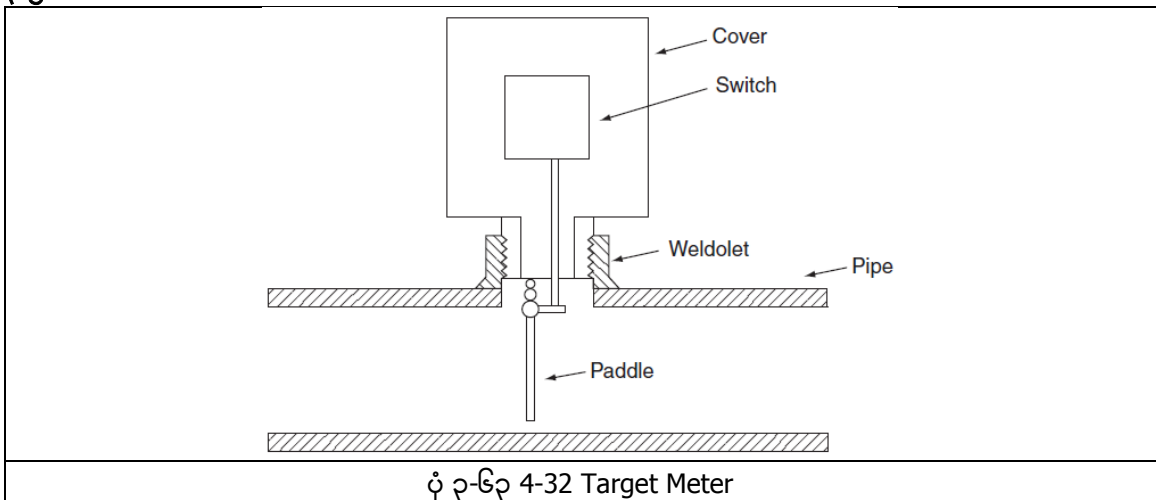 Cover
Switch
Weldolet
Pipe
Paddle
ပုံ ၃-၆၃ 4-32 Target Meter